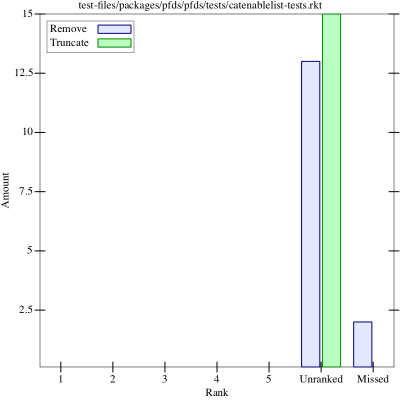 test-files/packages/pfds/pfds/tests/catenablelist-tests.rkt
Remove
Truncate
15
12.5
10
7.5
5
2.5
Amount
1 2 3 4 5 Unranked Missed
Rank